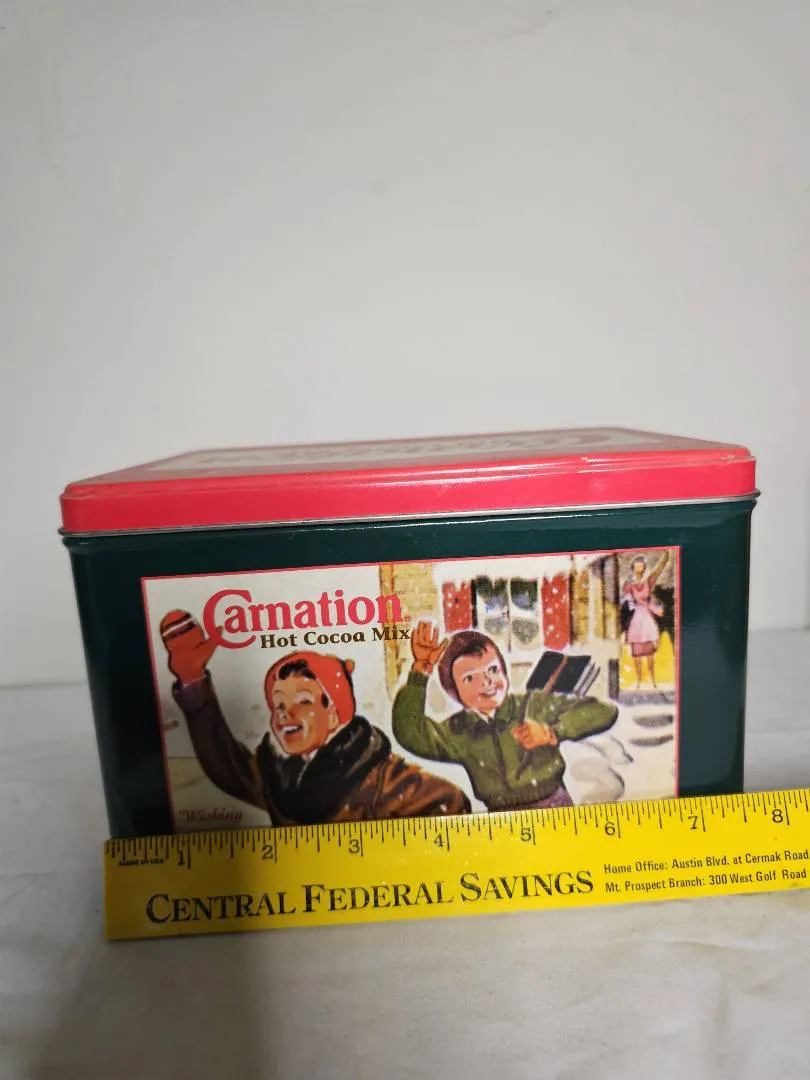 Carnation®
Hot Cocoa Mix
"Wishing
MADE IN USA 1 2 3 4 5 6 7 8
CENTRAL FEDERAL SAVINGS
Home Office: Austin Blvd. at Cermak Road
Mt. Prospect Branch: 300 West Golf Road